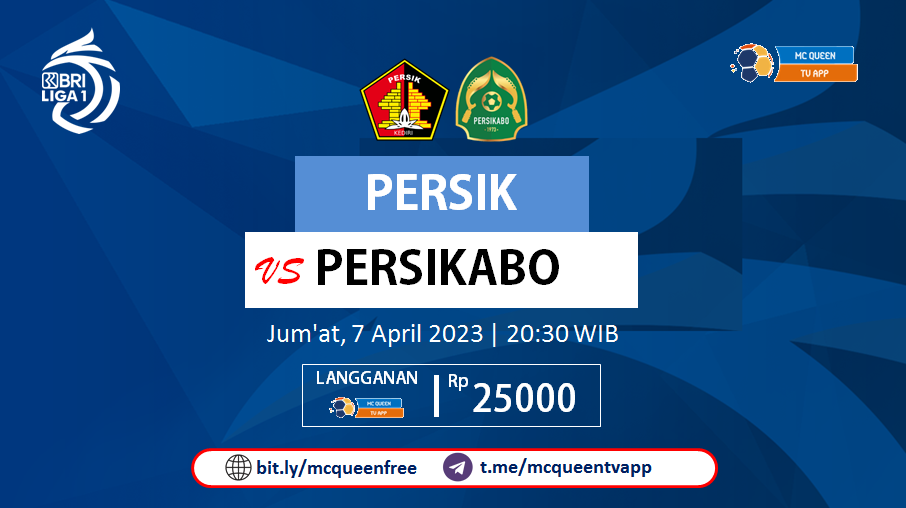 BRI
LIGA 1
MC QUEEN
TV APP
PERSIK
KEDIRI
PERSIKABO
- 1973 -
PERSIK
VS PERSIKABO
Jum'at, 7 April 2023 | 20:30 WIB
LANGGANAN
MC QUEEN
TV APP
Rp 25000
bit.ly/mcqueenfree
t.me/mcqueentvapp